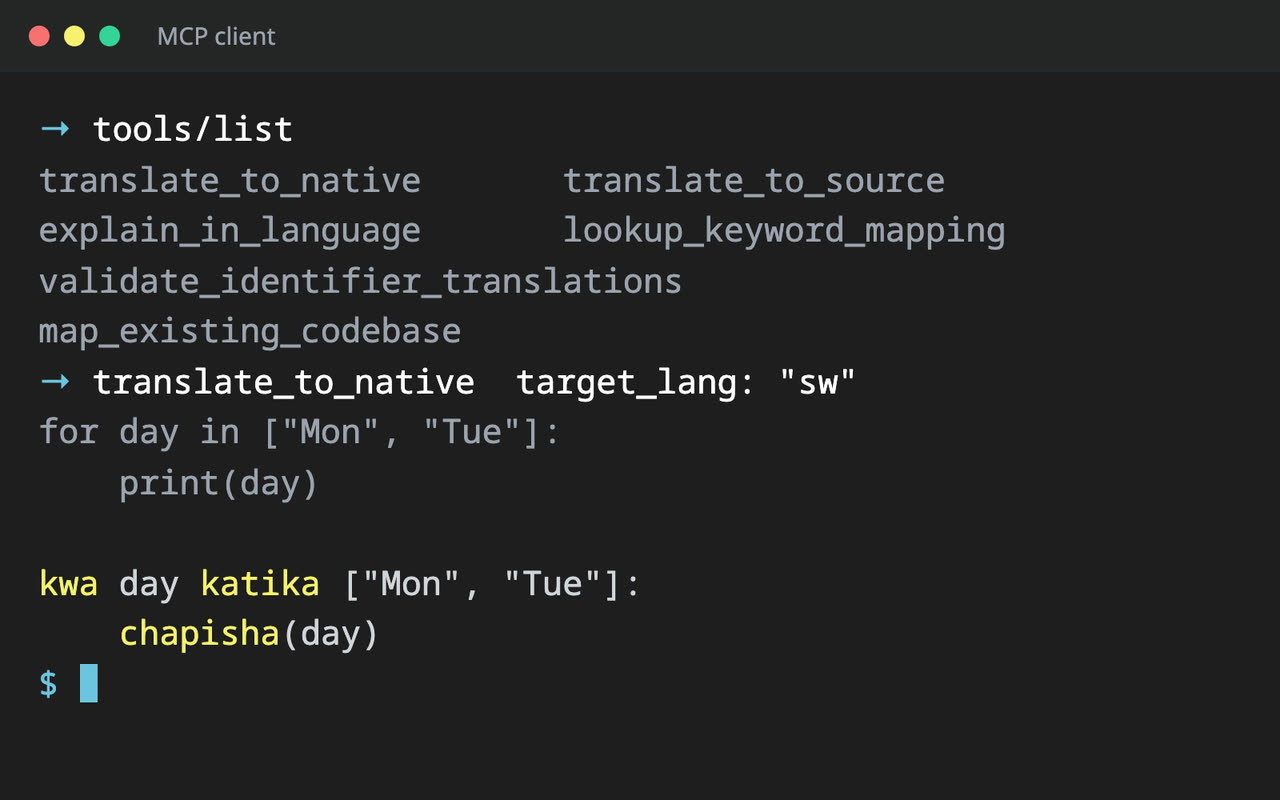 MCP client
→ tools/list
translate_to_native       translate_to_source
explain_in_language       lookup_keyword_mapping
validate_identifier_translations
map_existing_codebase
→ translate_to_native  target_lang: "sw"
for day in ["Mon", "Tue"]:
    print(day)
kwa day katika ["Mon", "Tue"]:
    chapisha(day)
$